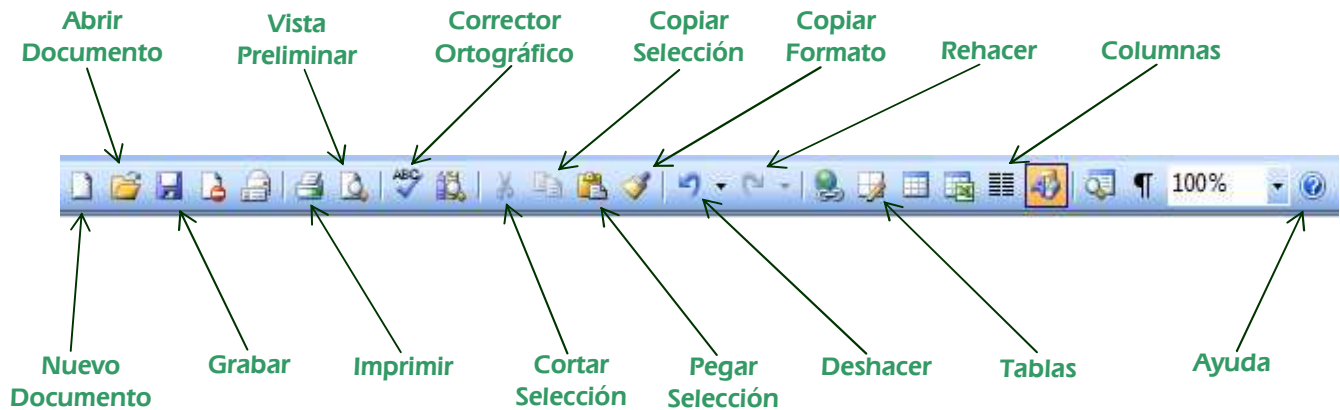 Abrir
Documento
Vista
Preliminar
Corrector
Ortográfico
Copiar
Selección
Copiar
Formato
Rehacer
Columnas
ABC
100%
Nuevo
Documento
Grabar
Imprimir
Cortar
Selección
Pegar
Selección
Deshacer
Tablas
Ayuda